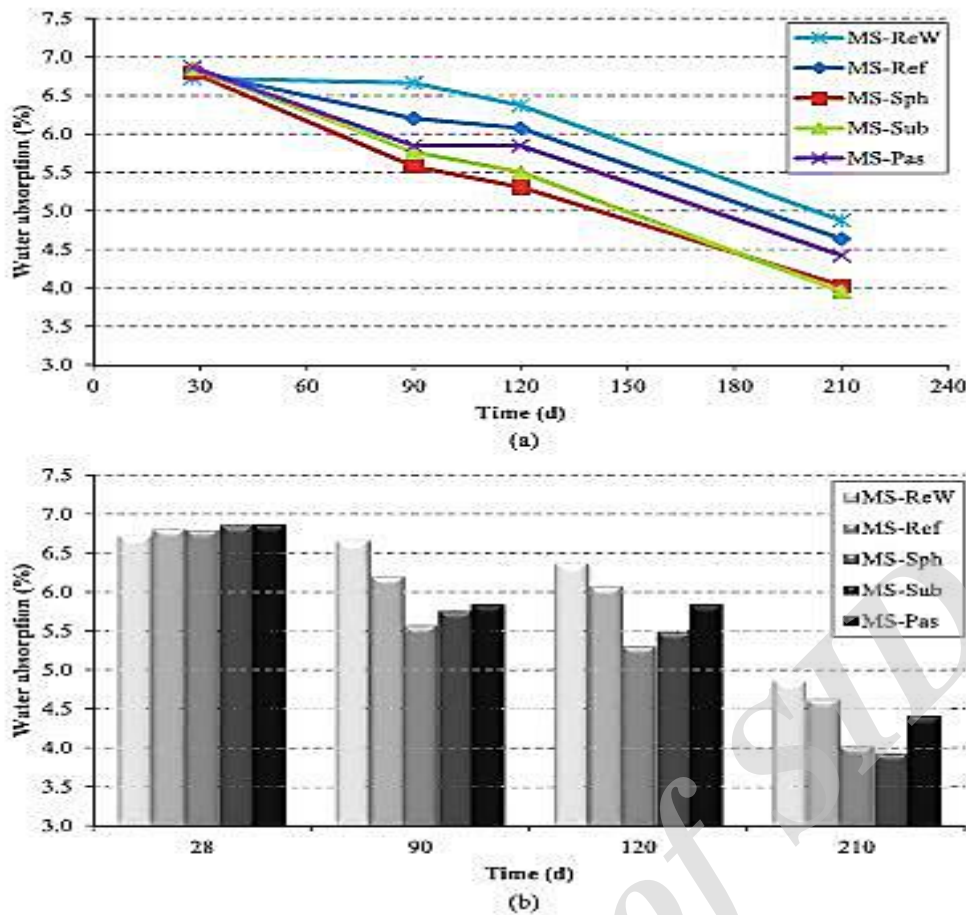 7.5
7.0
6.5
6.0
5.5
5.0
4.5
4.0
3.5
3.0
Water absorption (%)
MS-ReW
MS-Ref
MS-Sph
MS-Sub
MS-Pas
0 30 60 90 120 150 180 210 240
Time (d)
(a)
7.5
7.0
6.5
6.0
5.5
5.0
4.5
4.0
3.5
3.0
Water absorption (%)
MS-ReW
MS-Ref
MS-Sph
MS-Sub
MS-Pas
28 90 120 210
Time (d)
(b)
of SID